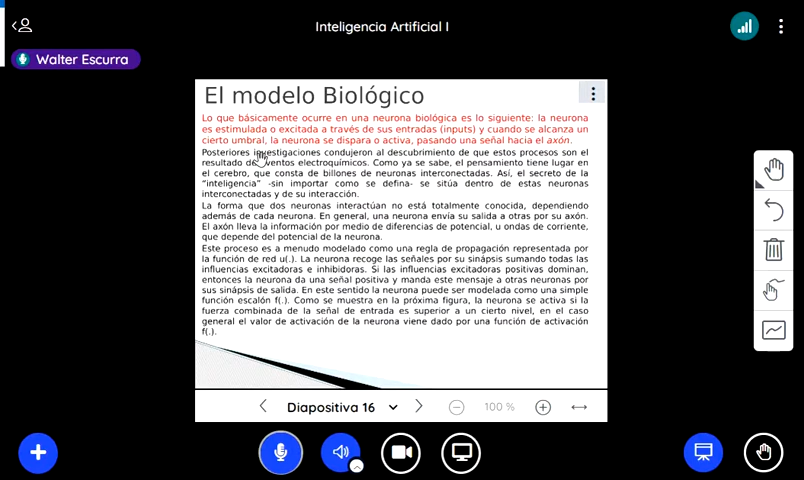 Inteligencia Artificial I
Walter Escurra
El modelo Biológico
Lo que básicamente ocurre en una neurona biológica es lo siguiente: la neurona
es estimulada o excitada a través de sus entradas (inputs) y cuando se alcanza un
cierto umbral, la neurona se dispara o activa, pasando una señal hacia el axón.
Posteriores investigaciones condujeron al descubrimiento de que estos procesos son el
resultado de eventos electroquímicos. Como ya se sabe, el pensamiento tiene lugar en
el cerebro, que consta de billones de neuronas interconectadas. Así, el secreto de la
“inteligencia” -sin importar como se defina- se sitúa dentro de estas neuronas
interconectadas y de su interacción.
La forma que dos neuronas interactúan no está totalmente conocida, dependiendo
además de cada neurona. En general, una neurona envía su salida a otras por su axón.
El axón lleva la información por medio de diferencias de potencial, u ondas de corriente,
que depende del potencial de la neurona.
Este proceso es a menudo modelado como una regla de propagación representada por
la función de red u(.). La neurona recoge las señales por su sinápsis sumando todas las
influencias excitadoras e inhibidoras. Si las influencias excitadoras positivas dominan,
entonces la neurona da una señal positiva y manda este mensaje a otras neuronas por
sus sinápsis de salida. En este sentido la neurona puede ser modelada como una simple
función escalón f(.). Como se muestra en la próxima figura, la neurona se activa si la
fuerza combinada de la señal de entrada es superior a un cierto nivel, en el caso
general el valor de activación de la neurona viene dado por una función de activación
f(.).
Diapositiva 16
100 %